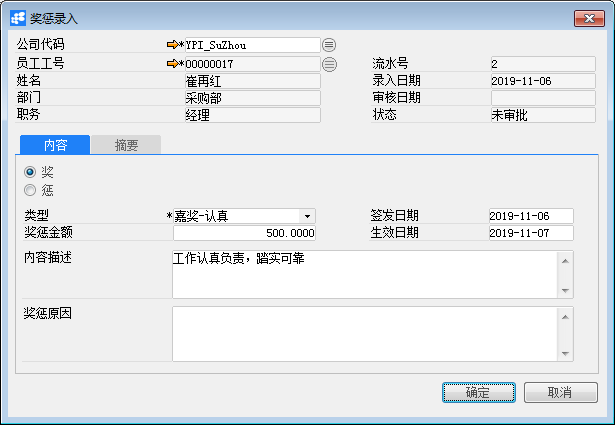 奖惩录入
公司代码 *YPI_SuZhou
员工工号 *00000017 流水号 2
姓名 崔再红 录入日期 2019-11-06
部门 采购部 审核日期
职务 经理 状态 未审批
内容 摘要
奖
惩
类型 *嘉奖-认真 签发日期 2019-11-06
奖惩金额 500.0000 生效日期 2019-11-07
内容描述 工作认真负责，踏实可靠
奖惩原因
确定 取消